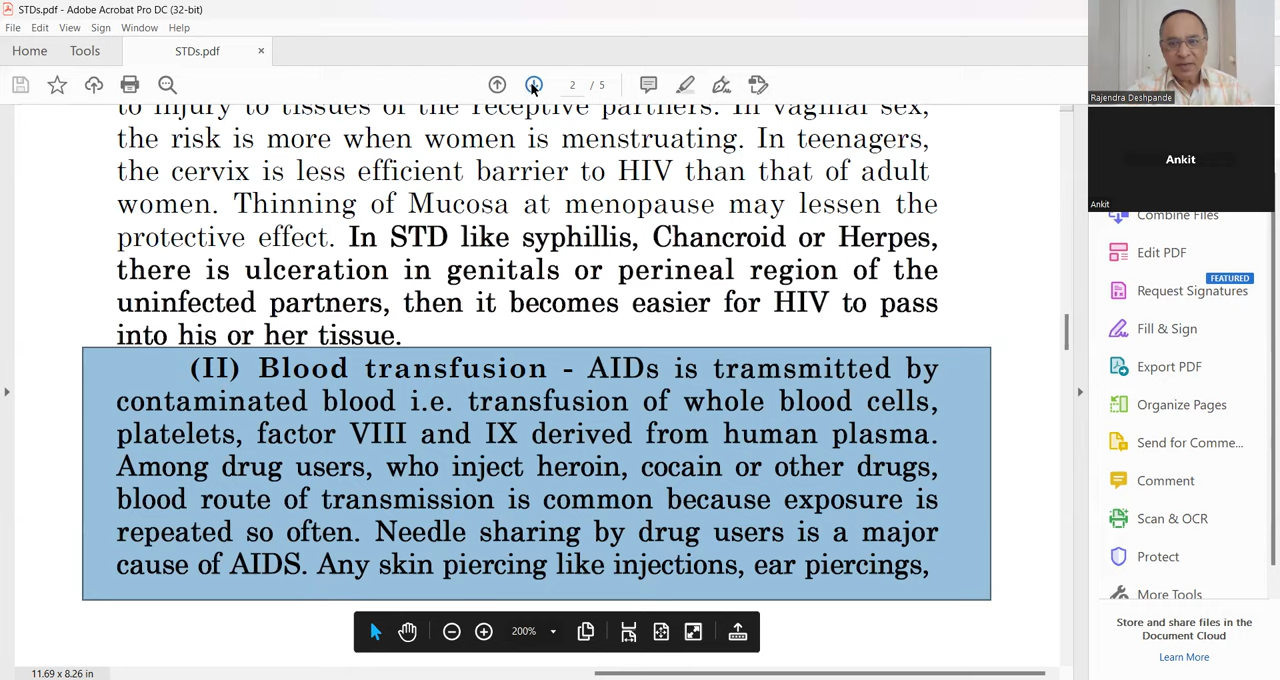 STDs.pdf - Adobe Acrobat Pro DC (32-bit)
File Edit View Sign Window Help
Home Tools STDs.pdf ×
2 / 5
to injury to tissues of the receptive partners. In vaginal sex,
the risk is more when women is menstruating. In teenagers,
the cervix is less efficient barrier to HIV than that of adult
women. Thinning of Mucosa at menopause may lessen the
protective effect. In STD like syphillis, Chancroid or Herpes,
there is ulceration in genitals or perineal region of the
uninfected partners, then it becomes easier for HIV to pass
into his or her tissue.
(II) Blood transfusion - AIDs is tramsmitted by
contaminated blood i.e. transfusion of whole blood cells,
platelets, factor VIII and IX derived from human plasma.
Among drug users, who inject heroin, cocain or other drugs,
blood route of transmission is common because exposure is
repeated so often. Needle sharing by drug users is a major
cause of AIDS. Any skin piercing like injections, ear piercings,
200%
11.69 x 8.26 in
Rajendra Deshpande
Ankit
Ankit
Combine Files
Edit PDF
FEATURED
Request Signatures
Fill & Sign
Export PDF
Organize Pages
Send for Comme...
Comment
Scan & OCR
Protect
More Tools
Store and share files in the
Document Cloud
Learn More